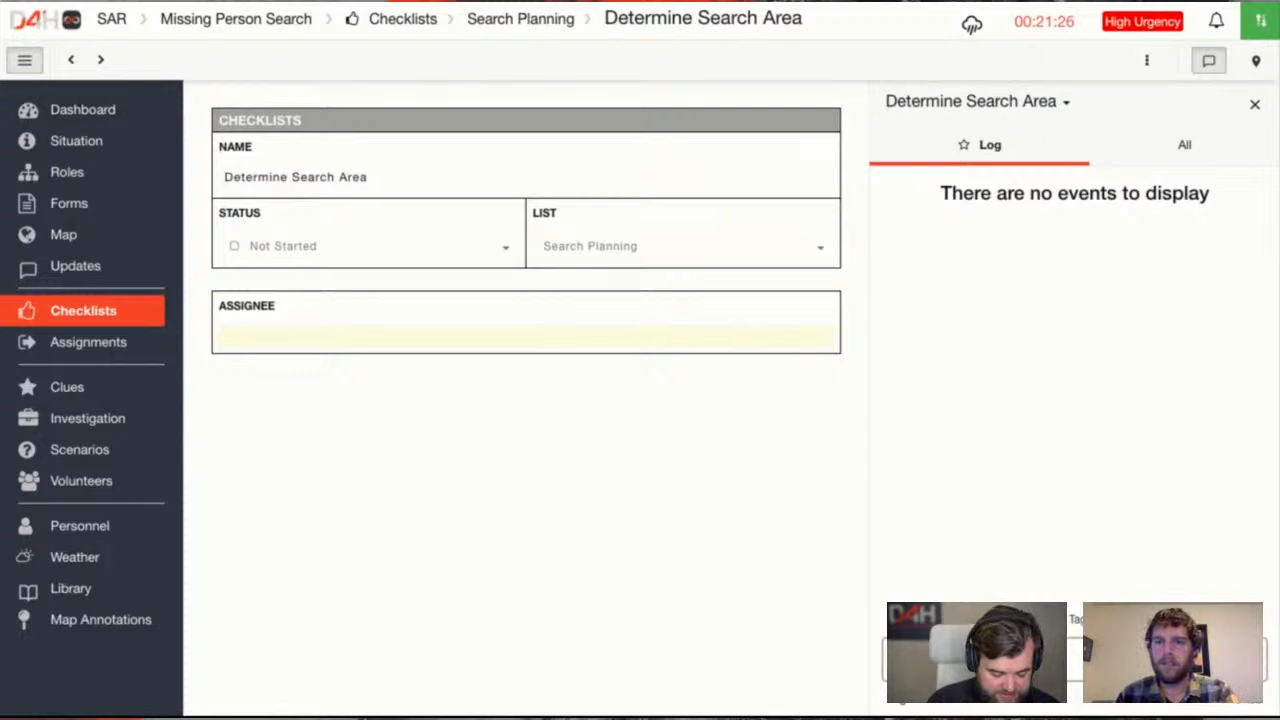 D4H SAR Missing Person Search Checklists Search Planning Determine Search Area 00:21:26 High Urgency
Dashboard
Situation
Roles
Forms
Map
Updates
Checklists
Assignments
Clues
Investigation
Scenarios
Volunteers
Personnel
Weather
Library
Map Annotations
CHECKLISTS
NAME
Determine Search Area
STATUS
Not Started
LIST
Search Planning
ASSIGNEE
Determine Search Area
Log
All
There are no events to display
D4H